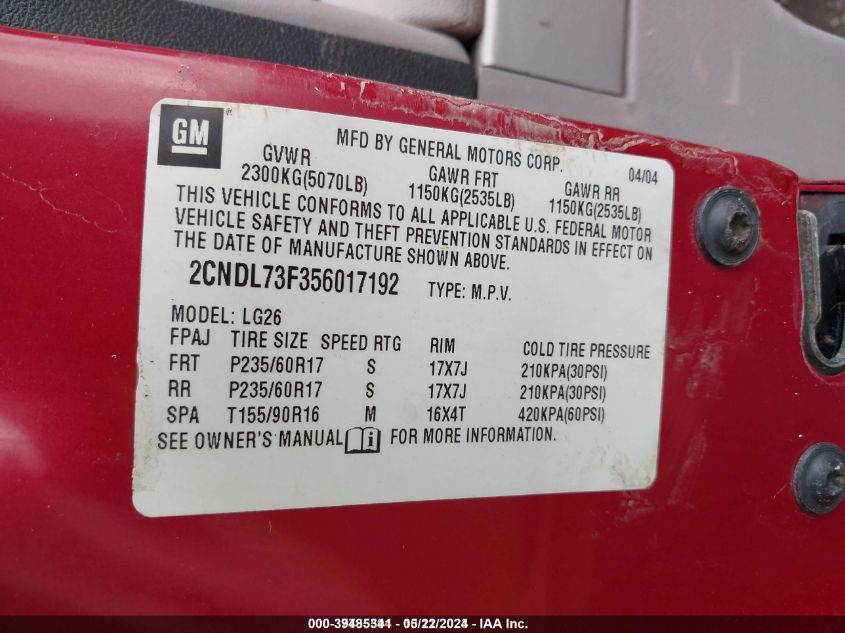 GM
MFD BY GENERAL MOTORS CORP. 04/04
GVWR GAWR FRT GAWR RR
2300KG(5070LB) 1150KG(2535LB) 1150KG(2535LB)
THIS VEHICLE CONFORMS TO ALL APPLICABLE U.S. FEDERAL MOTOR
VEHICLE SAFETY AND THEFT PREVENTION STANDARDS IN EFFECT ON
THE DATE OF MANUFACTURE SHOWN ABOVE.
2CNDL73F356017192 TYPE: M.P.V.
MODEL: LG26
FPAJ TIRE SIZE SPEED RTG RIM COLD TIRE PRESSURE
FRT P235/60R17 S 17X7J 210KPA(30PSI)
RR P235/60R17 S 17X7J 210KPA(30PSI)
SPA T155/90R16 M 16X4T 420KPA(60PSI)
SEE OWNER'S MANUAL FOR MORE INFORMATION.
- IAA Inc.